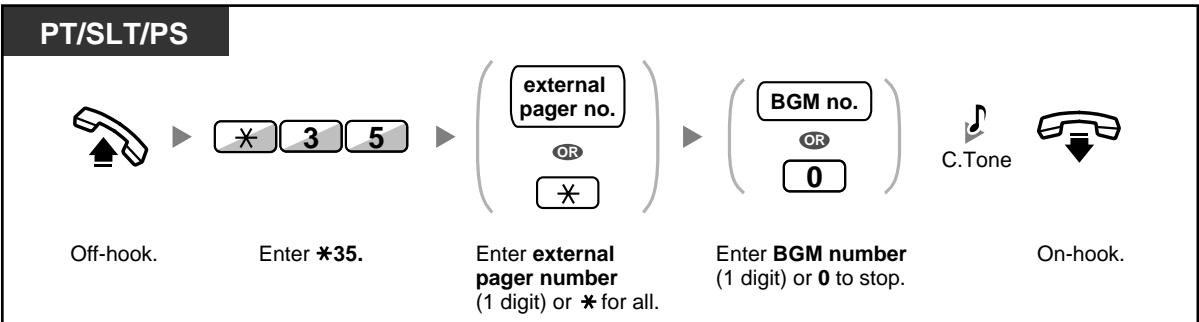 PT/SLT/PS
external
pager no.
OR
✳
✳ 3 5
BGM no.
OR
0
C.Tone
Off-hook.
Enter ✳35.
Enter external
pager number
(1 digit) or ✳ for all.
Enter BGM number
(1 digit) or 0 to stop.
On-hook.